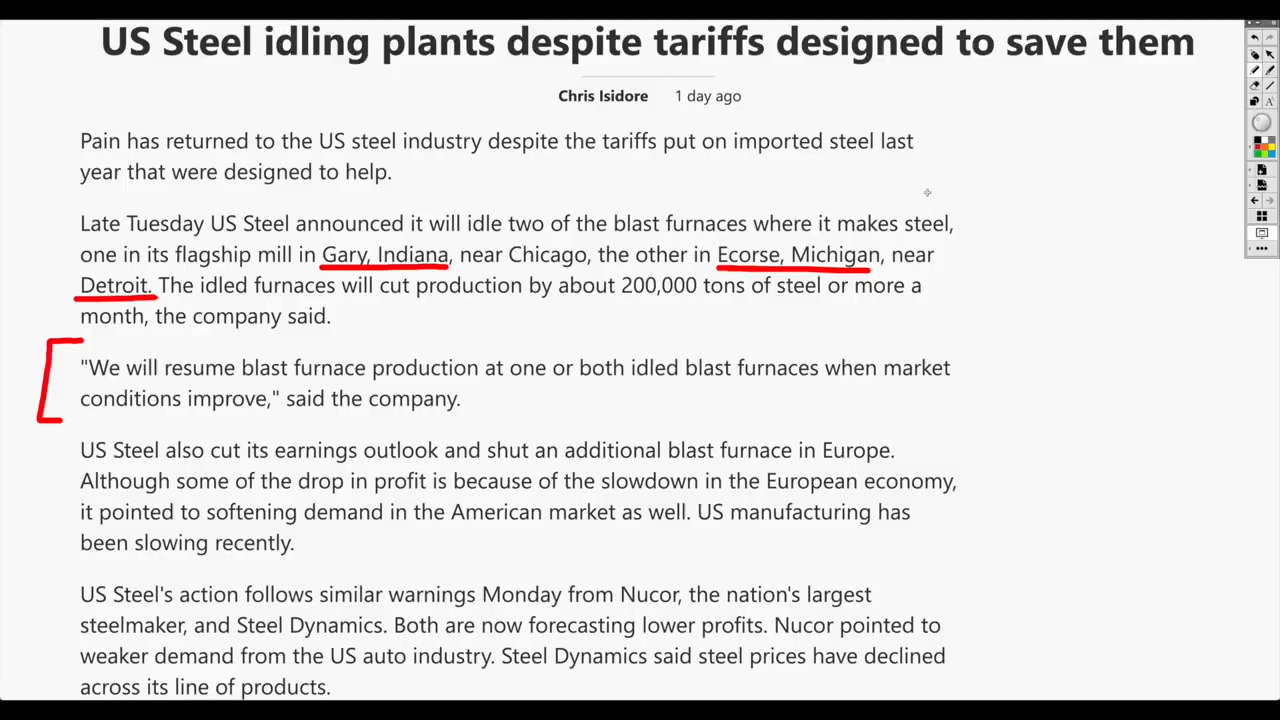 US Steel idling plants despite tariffs designed to save them
Chris Isidore 1 day ago
Pain has returned to the US steel industry despite the tariffs put on imported steel last
year that were designed to help.
Late Tuesday US Steel announced it will idle two of the blast furnaces where it makes steel,
one in its flagship mill in Gary, Indiana, near Chicago, the other in Ecorse, Michigan, near
Detroit. The idled furnaces will cut production by about 200,000 tons of steel or more a
month, the company said.
"We will resume blast furnace production at one or both idled blast furnaces when market
conditions improve," said the company.
US Steel also cut its earnings outlook and shut an additional blast furnace in Europe.
Although some of the drop in profit is because of the slowdown in the European economy,
it pointed to softening demand in the American market as well. US manufacturing has
been slowing recently.
US Steel's action follows similar warnings Monday from Nucor, the nation's largest
steelmaker, and Steel Dynamics. Both are now forecasting lower profits. Nucor pointed to
weaker demand from the US auto industry. Steel Dynamics said steel prices have declined
across its line of products.